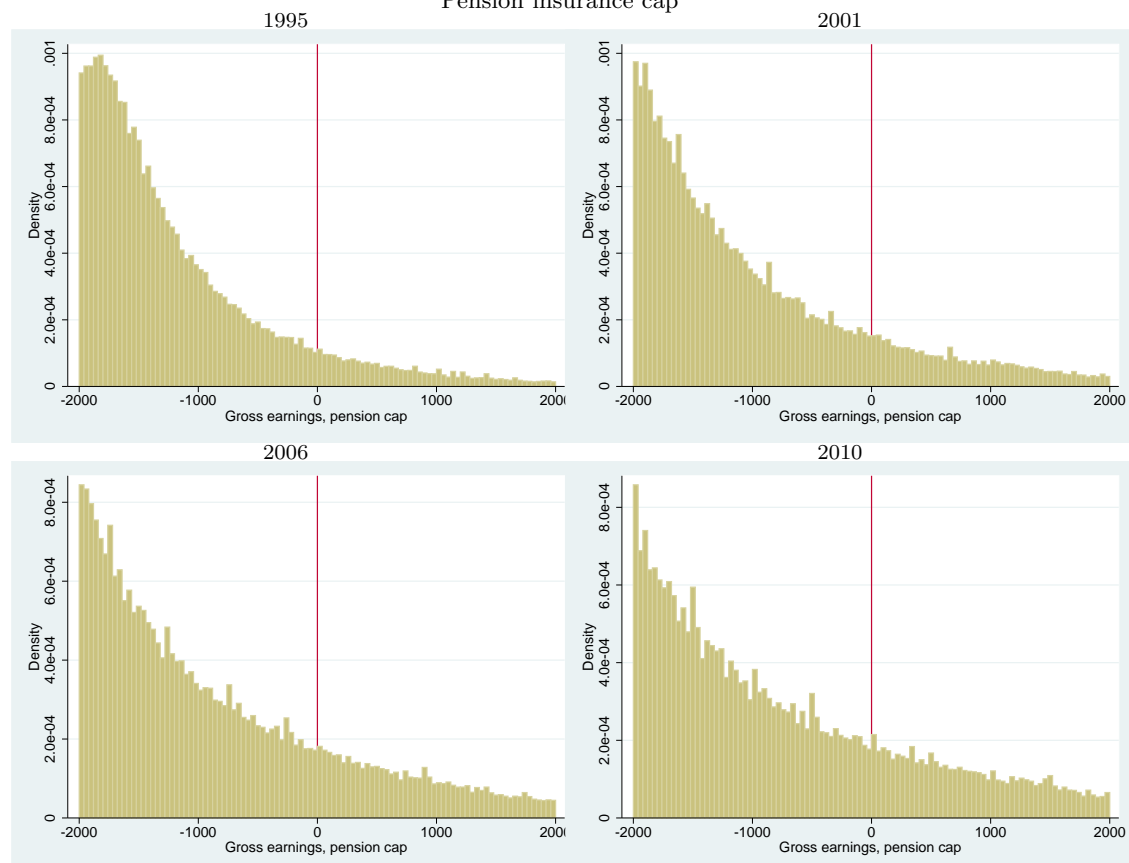 Pension insurance cap
1995
2001
Density
0
2.0e-04
4.0e-04
6.0e-04
8.0e-04
.001
-2000
-1000
0
1000
2000
Gross earnings, pension cap
Density
0
2.0e-04
4.0e-04
6.0e-04
8.0e-04
.001
-2000
-1000
0
1000
2000
Gross earnings, pension cap
2006
2010
Density
0
2.0e-04
4.0e-04
6.0e-04
8.0e-04
-2000
-1000
0
1000
2000
Gross earnings, pension cap
Density
0
2.0e-04
4.0e-04
6.0e-04
8.0e-04
-2000
-1000
0
1000
2000
Gross earnings, pension cap